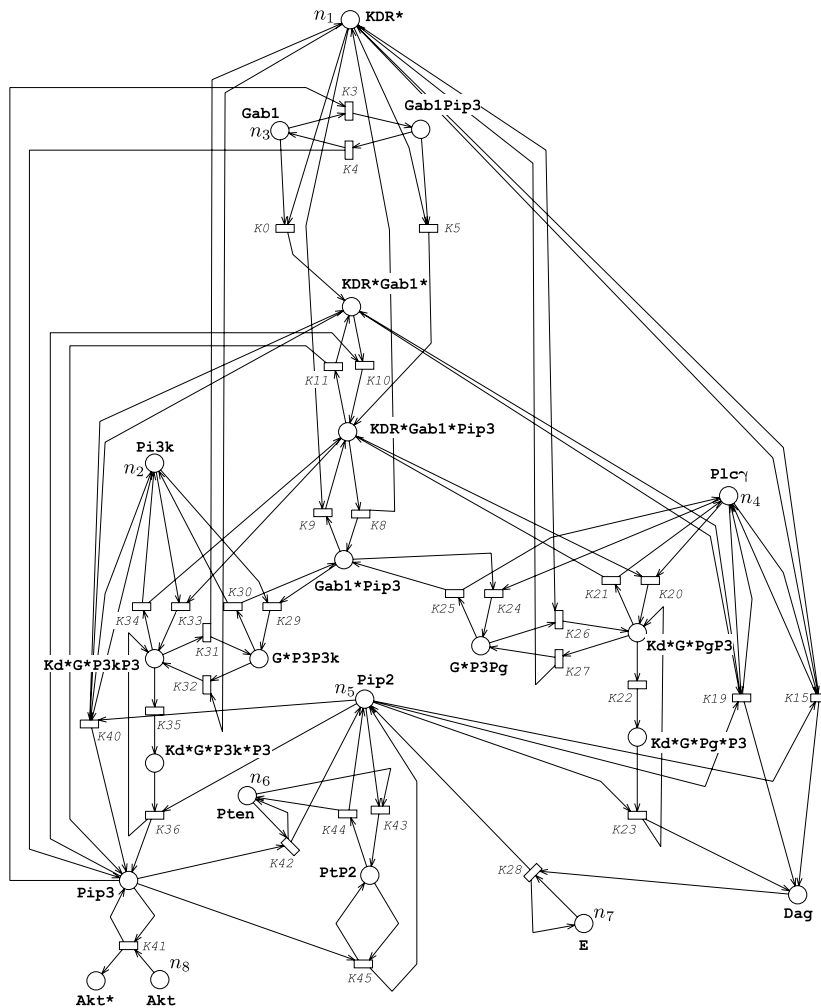 n1 KDR*
K3
Gab1 Gab1Pip3
n3
K4
K0 K5
KDR*Gab1*
K11 K10
KDR*Gab1*Pip3
Pi3k
n2
Plcγ
n4
K9 K8
Gab1*Pip3
K34 K33 K30 K29 K25 K24 K21 K20
K31 K26
Kd*G*P3kP3 G*P3P3k G*P3Pg Kd*G*PgP3
K32 K27
Pip2
n5
K22 K19 K15
K35
K40
Kd*G*P3k*P3 Kd*G*Pg*P3
n6
Pten
K36 K44 K43 K23
K42
PtP2 K28
Pip3 Dag
n7
E
K41
n8 K45
Akt* Akt